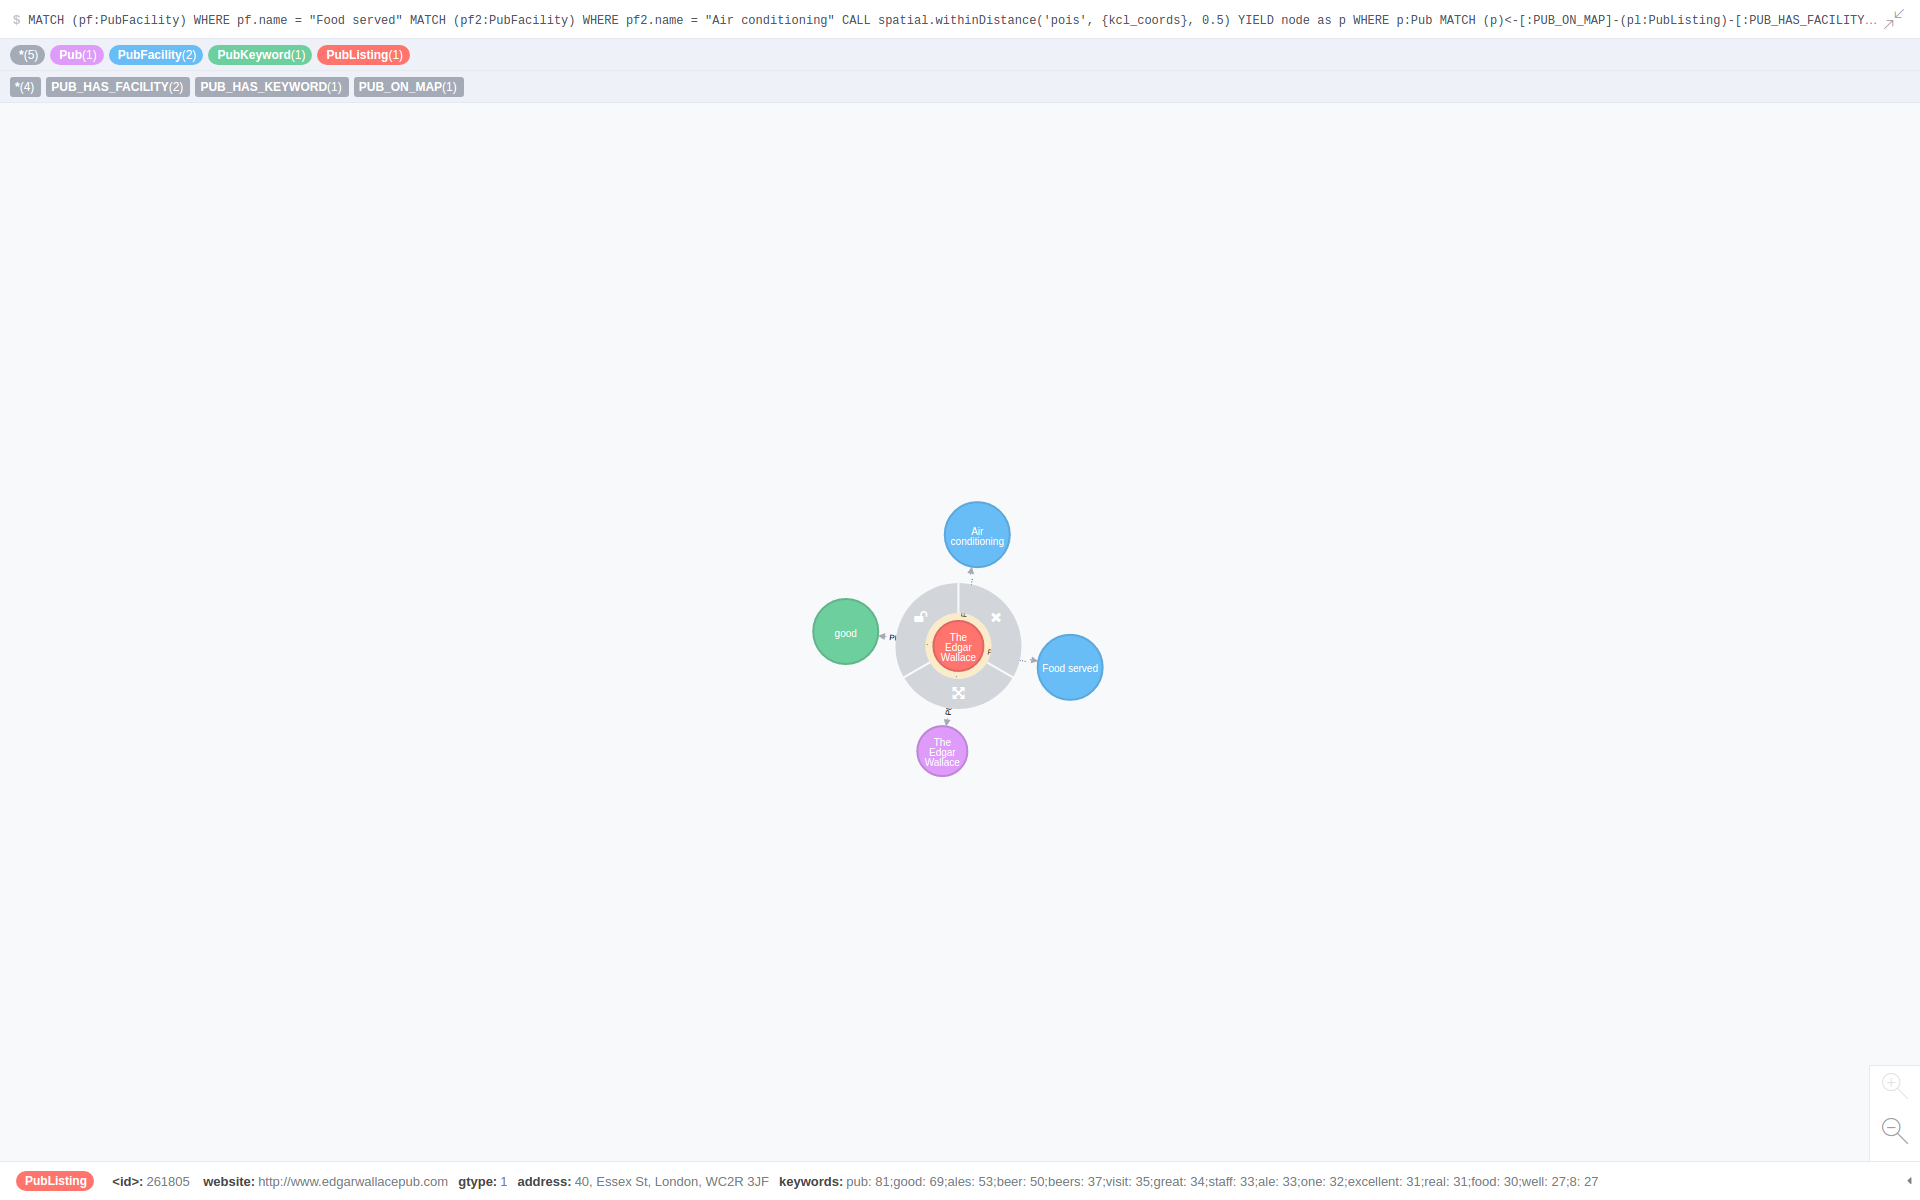 $ MATCH (pf:PubFacility) WHERE pf.name = "Food served" MATCH (pf2:PubFacility) WHERE pf2.name = "Air conditioning" CALL spatial.withinDistance('pois', {kcl_coords}, 0.5) YIELD node as p WHERE p:Pub MATCH (p)<-[:PUB_ON_MAP]-(pl:PubListing)-[:PUB_HAS_FACILITY…
*(5) Pub(1) PubFacility(2) PubKeyword(1) PubListing(1)
*(4) PUB_HAS_FACILITY(2) PUB_HAS_KEYWORD(1) PUB_ON_MAP(1)
Air
conditioning
good
The
Edgar
Wallace
Food served
The
Edgar
Wallace
PubListing <id>: 261805 website: http://www.edgarwallacepub.com gtype: 1 address: 40, Essex St, London, WC2R 3JF keywords: pub: 81;good: 69;ales: 53;beer: 50;beers: 37;visit: 35;great: 34;staff: 33;ale: 33;one: 32;excellent: 31;real: 31;food: 30;well: 27;8: 27